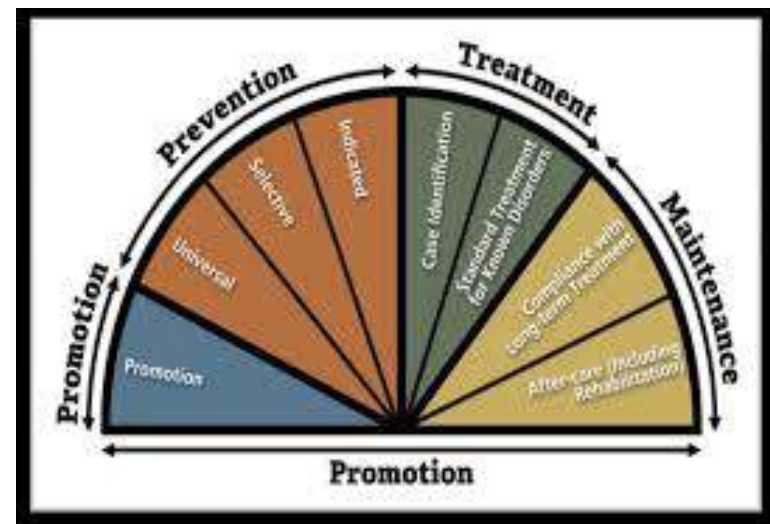 Promotion
Prevention
Treatment
Maintenance
Promotion
Universal
Selective
Indicated
Case Identification
Standard Treatment
for Known Disorders
Compliance with
Long-term Treatment
After-care (Including
Rehabilitation)
Promotion